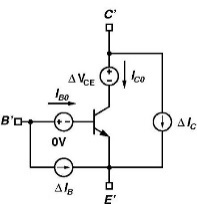 C'
ΔV_CE
+
−
I_C0
I_B0
B'
+
−
0V
ΔI_C
ΔI_B
E'